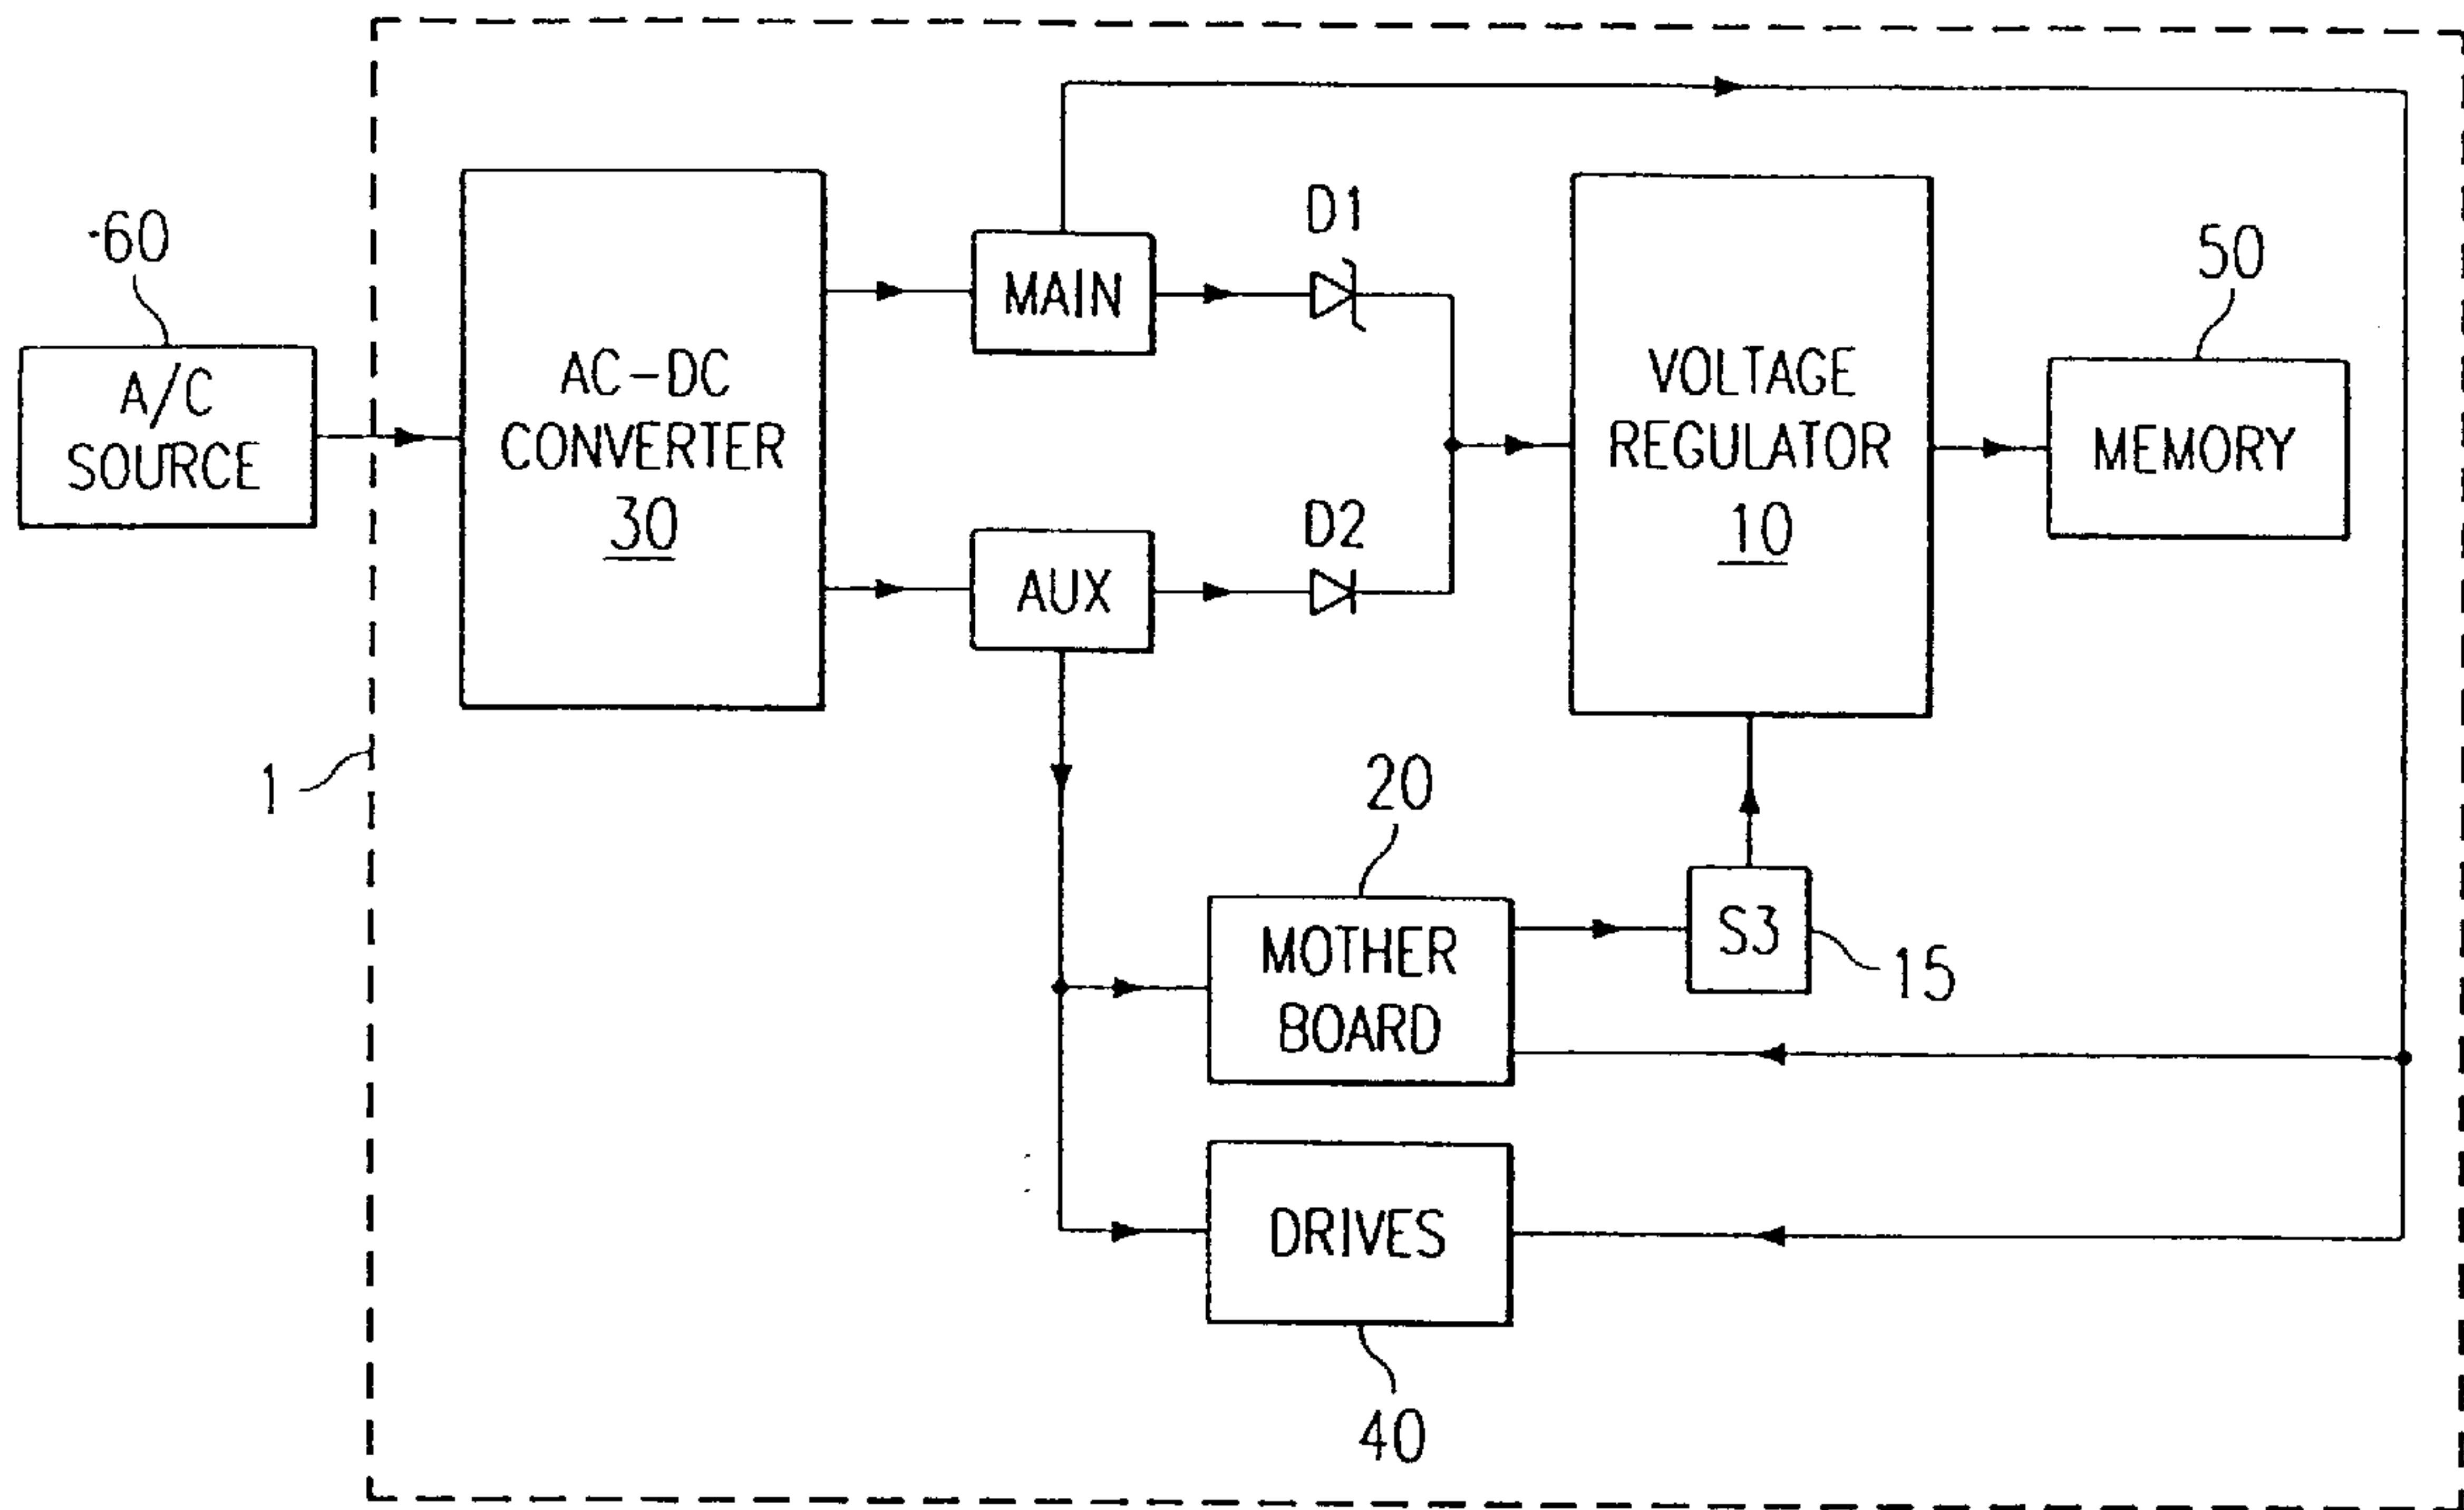 60
A/C
SOURCE
1
AC-DC
CONVERTER
30
MAIN
AUX
D1
D2
VOLTAGE
REGULATOR
10
50
MEMORY
20
MOTHER
BOARD
S3
15
DRIVES
40